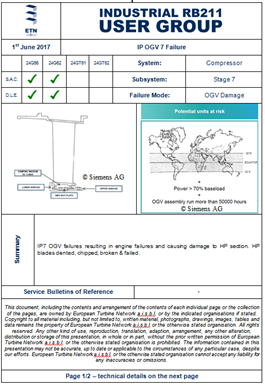 ETN
INDUSTRIAL RB211
USER GROUP
1st June 2017
IP OGV 7 Failure
24G66 24G62 24GT61 24GT62 System: Compressor
S.A.C. ✓ ✓ Subsystem: Stage 7
D.L.E. ✓ ✓ Failure Mode: OGV Damage
© Siemens AG
Potential units at risk
+
Power > 70% baseload
+
OGV assembly run more than 50000 hours
© Siemens AG
Summary
IP7 OGV failures resulting in engine failures and causing damage to HP section. HP
blades dented, chipped, broken & failed.
Service Bulletins of Reference -
This document, including the contents and arrangement of the contents of each individual page or the collection
of the pages, are owned by European Turbine Network a.i.s.b.l or by the indicated organisations if stated.
Copyright to all material including, but not limited to, written material, photographs, drawings, images, tables and
data remains the property of European Turbine Network a.i.s.b.l or the otherwise stated organisation. All rights
reserved. Any other kind of use, reproduction, translation, adaption, arrangement, any other alteration,
distribution or storage of this presentation, in whole or in part, without the prior written permission of European
Turbine Network a.i.s.b.l or the otherwise stated organisation is prohibited. The information contained in this
presentation may not be accurate, up to date or applicable to the circumstances of any particular case, despite
our efforts. European Turbine Network a.i.s.b.l or the otherwise stated organisation cannot accept any liability for
any inaccuracies or omissions.
Page 1/2 – technical details on the next page